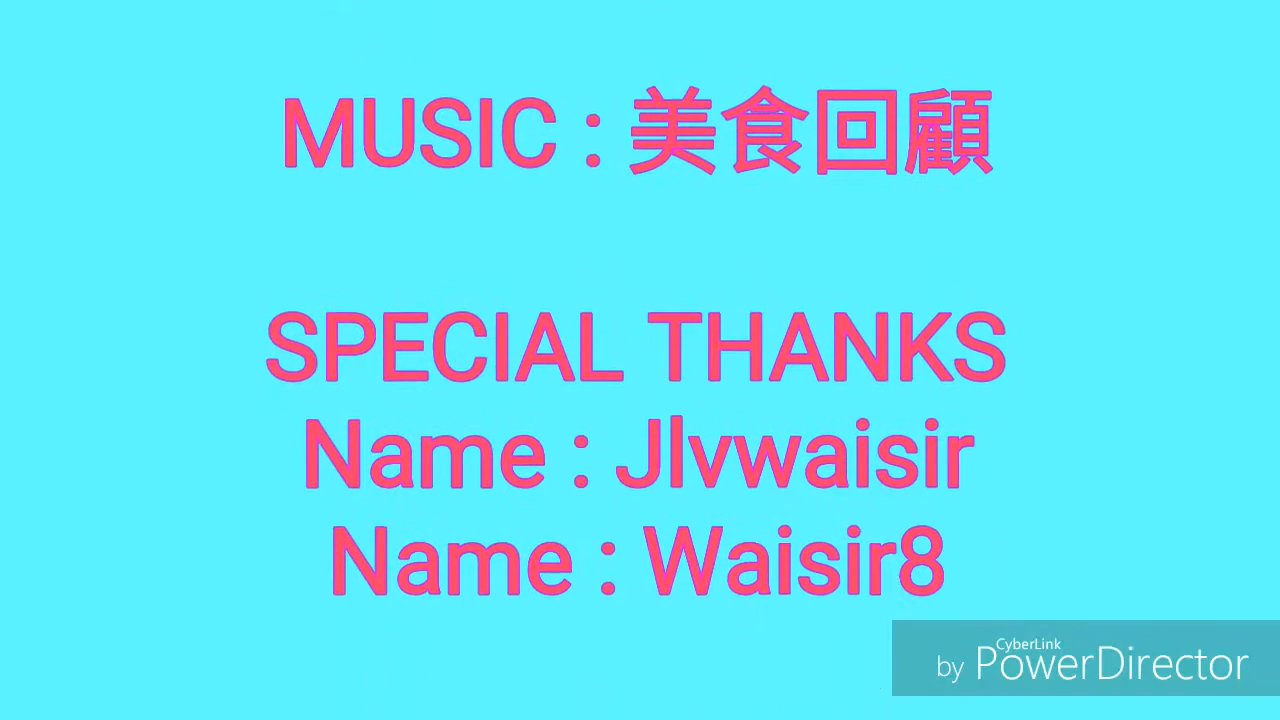 MUSIC : 美食回顧
SPECIAL THANKS
Name : Jlvwaisir
Name : Waisir8
CyberLink
by PowerDirector